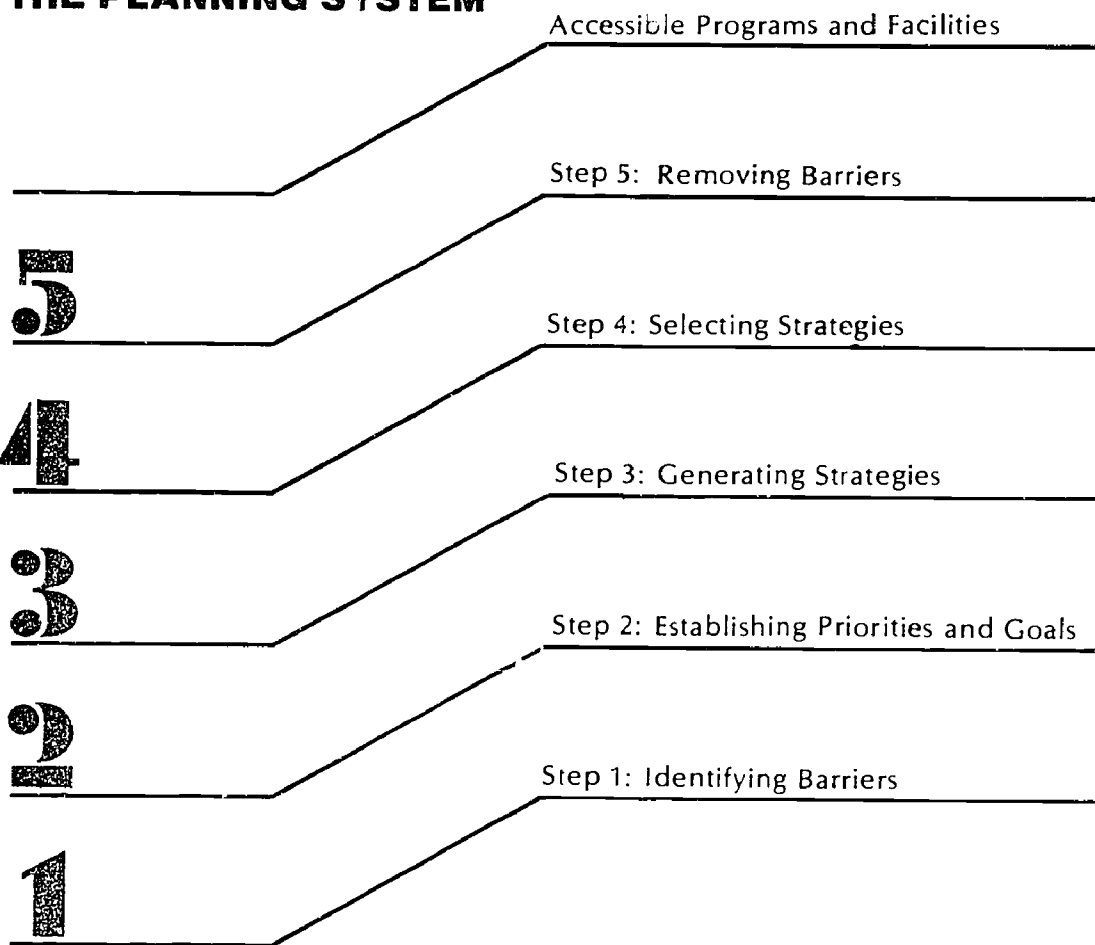 THE PLANNING SYSTEM
Accessible Programs and Facilities
Step 5: Removing Barriers
5
Step 4: Selecting Strategies
4
Step 3: Generating Strategies
3
Step 2: Establishing Priorities and Goals
2
Step 1: Identifying Barriers
1